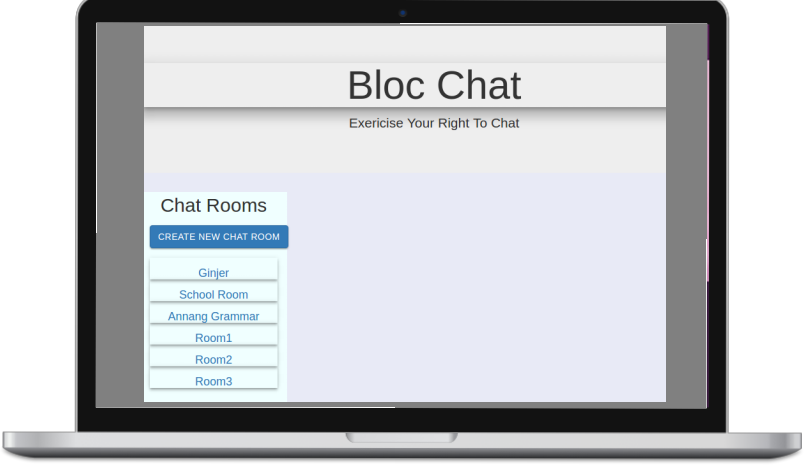 Bloc Chat
Exericise Your Right To Chat
Chat Rooms
CREATE NEW CHAT ROOM
Ginjer
School Room
Annang Grammar
Room1
Room2
Room3